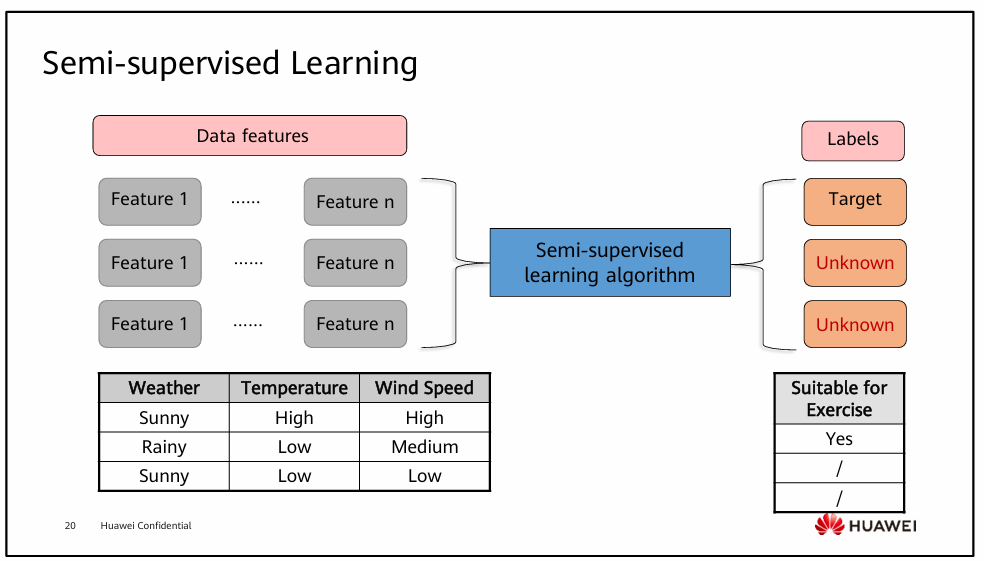 Semi-supervised Learning
Data features
Labels
Feature 1 ...... Feature n
Target
Feature 1 ...... Feature n
Unknown
Feature 1 ...... Feature n
Unknown
Semi-supervised
learning algorithm
Weather Temperature Wind Speed
Sunny High High
Rainy Low Medium
Sunny Low Low
Suitable for
Exercise
Yes
/
/
20 Huawei Confidential
HUAWEI